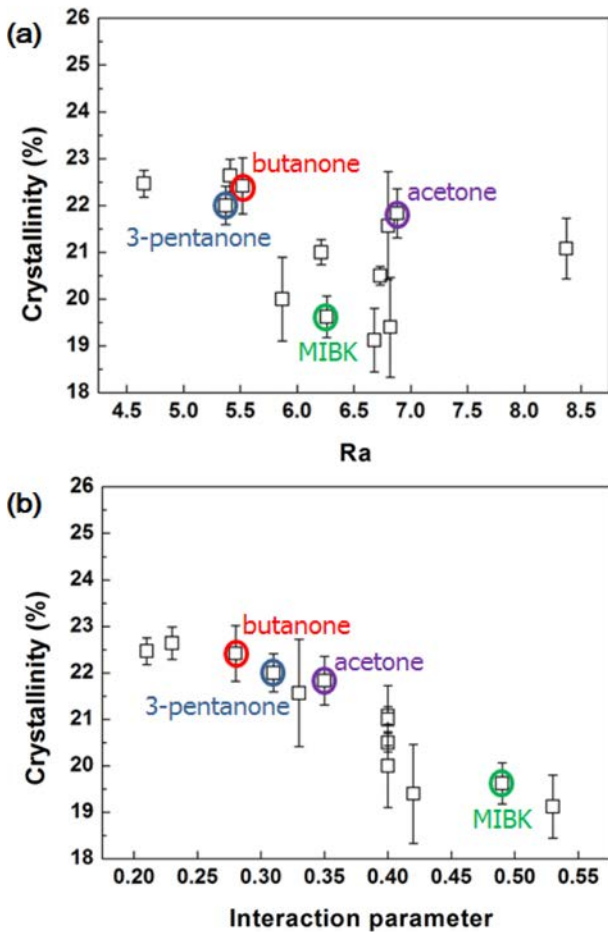 (a)
26
25
24
23
22
21
20
19
18
Crystallinity (%)
butanone
acetone
3-pentanone
MIBK
4.5 5.0 5.5 6.0 6.5 7.0 7.5 8.0 8.5
Ra
(b)
26
25
24
23
22
21
20
19
18
Crystallinity (%)
butanone
acetone
3-pentanone
MIBK
0.20 0.25 0.30 0.35 0.40 0.45 0.50 0.55
Interaction parameter